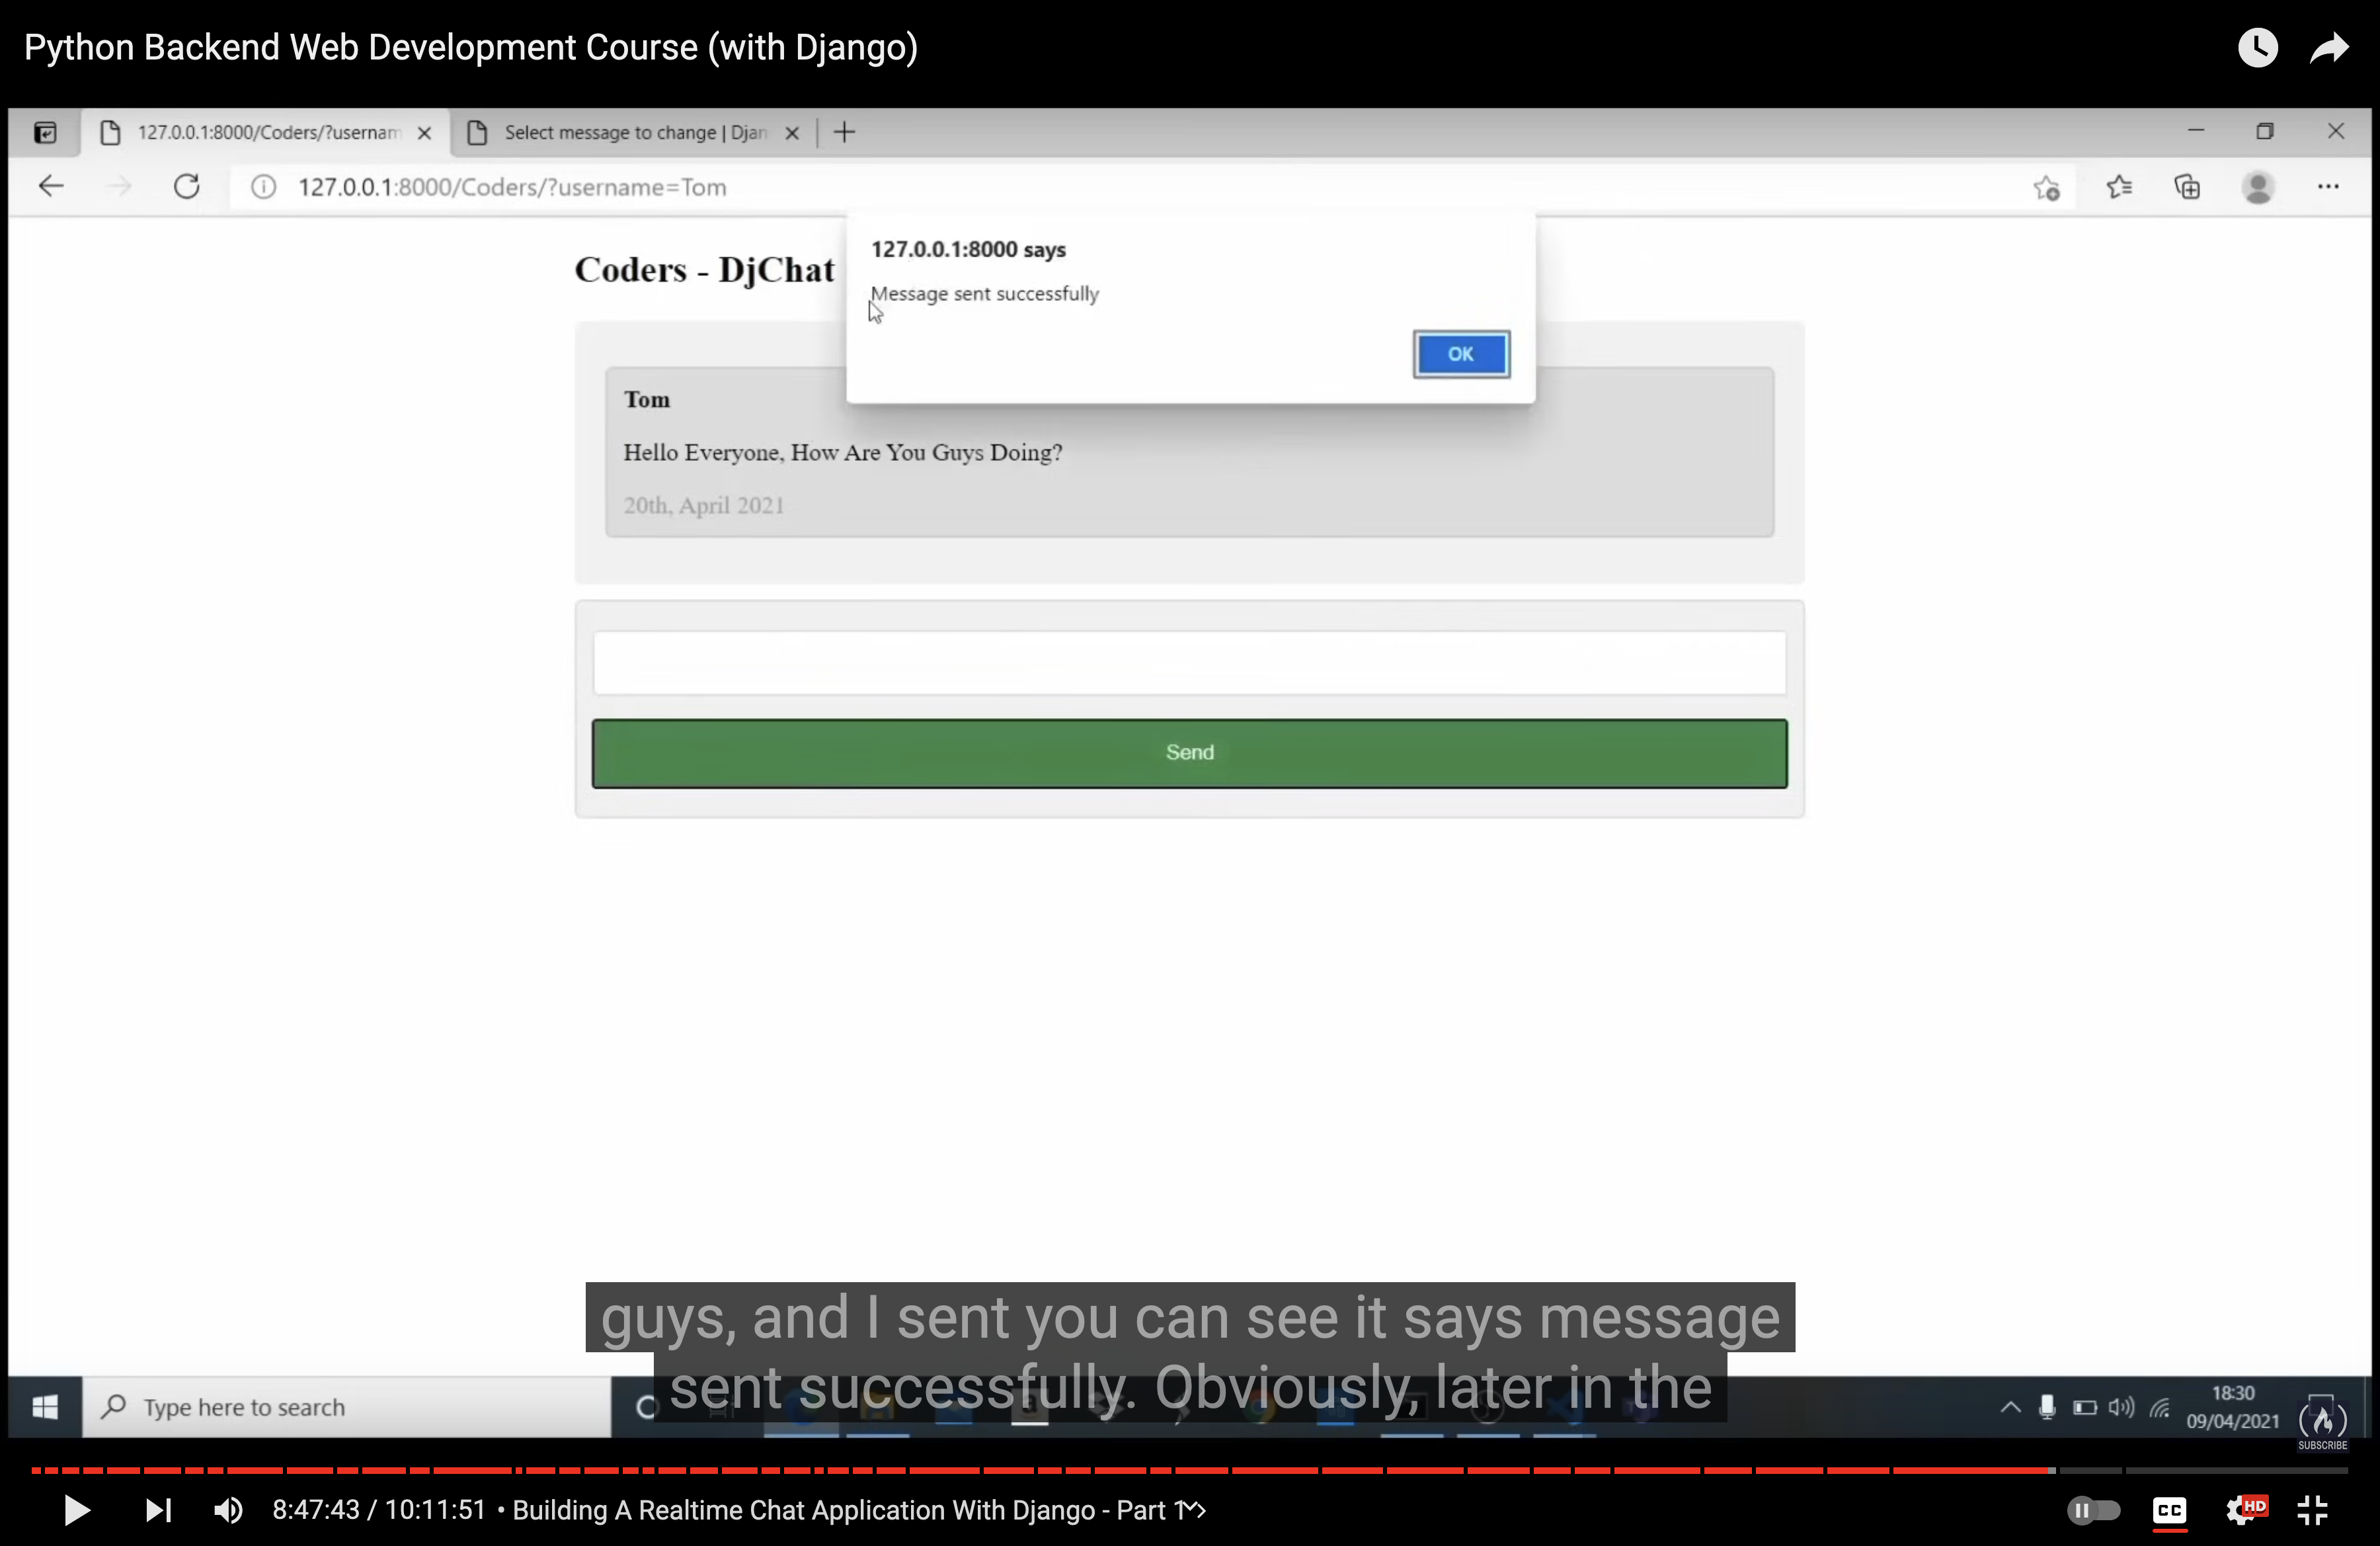 Python Backend Web Development Course (with Django)
127.0.0.1:8000/Coders/?usernam
Select message to change | Djan
127.0.0.1:8000/Coders/?username=Tom
127.0.0.1:8000 says
Message sent successfully
OK
Coders - DjChat
Tom
Hello Everyone, How Are You Guys Doing?
20th, April 2021
Send
guys, and I sent you can see it says message
sent successfully. Obviously, later in the
Type here to search
18:30
09/04/2021
SUBSCRIBE
8:47:43 / 10:11:51 • Building A Realtime Chat Application With Django - Part 1
CC
HD